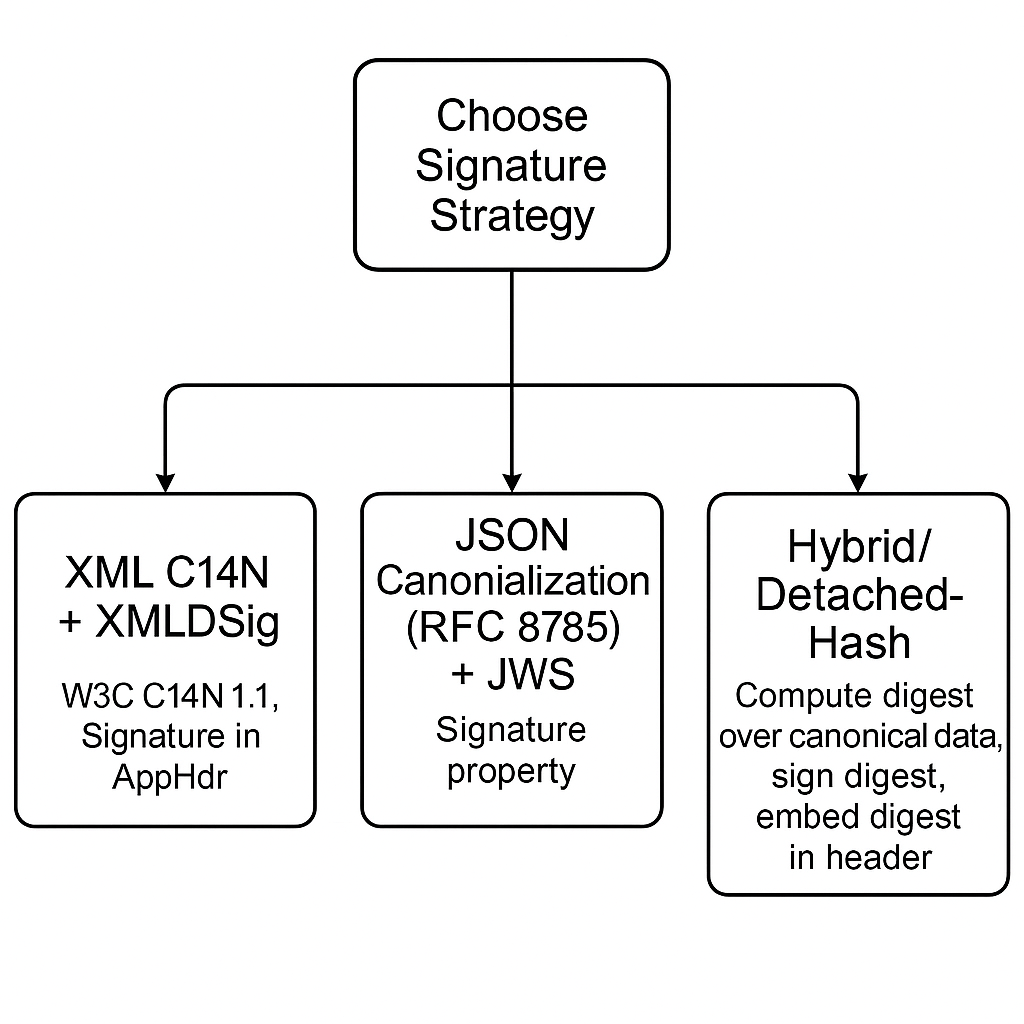 Choose
Signature
Strategy
XML C14N
+ XMLDSig
W3C C14N 1.1,
Signature in
AppHdr
JSON
Canonialization
(RFC 8785)
+ JWS
Signature
property
Hybrid/
Detached-
Hash
Compute digest
over canonical data,
sign digest,
embed digest
in header